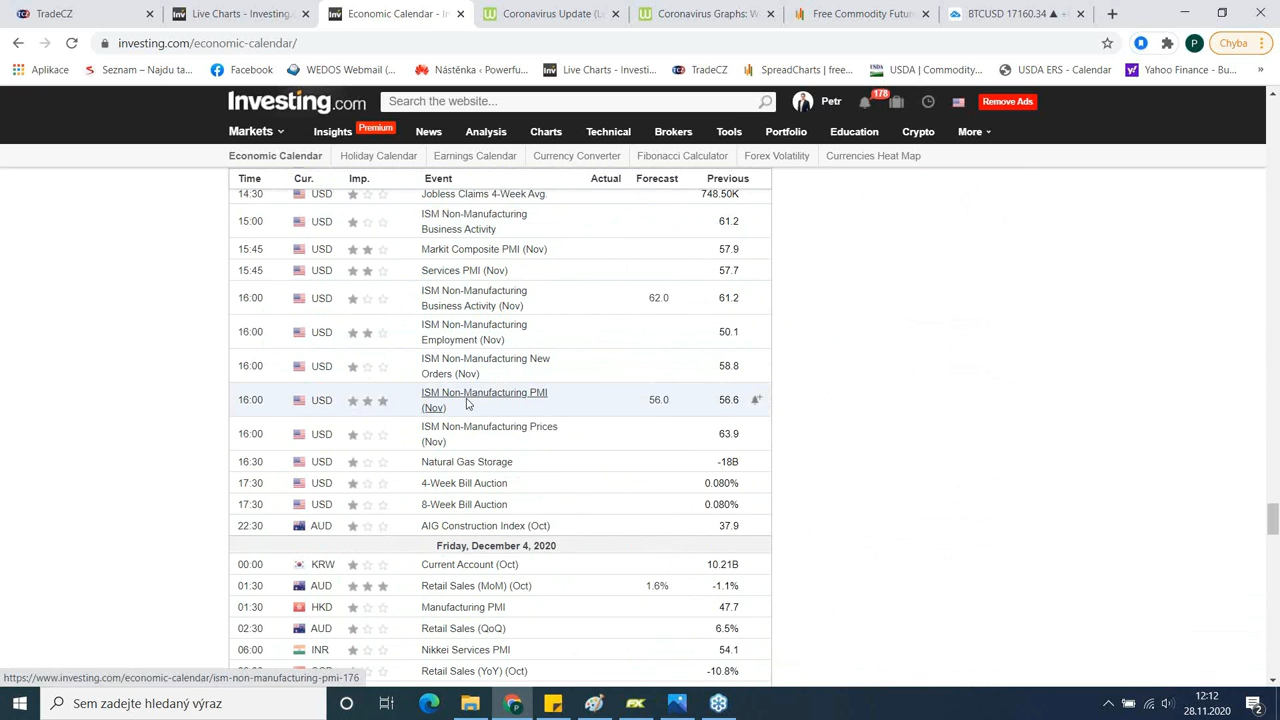 TradeCZ
Live Charts - Investing.com
Economic Calendar - I
Coronavirus Update (L
Coronavirus Graphs: W
Free Commodity Futu
BTCUSD 17160.34 ▲ +
investing.com/economic-calendar/
P
Chyba
Aplikace
Seznam – Najdu ta...
Facebook
WEDOS Webmail (...
Nástěnka ‹ Powerfu...
Live Charts - Investi...
TradeCZ
SpreadCharts | free...
USDA | Commodity...
USDA ERS - Calendar
Yahoo Finance - Bu...
»
Investing.com
Search the website...
Petr
178
Remove Ads
Markets
Insights
Premium
News
Analysis
Charts
Technical
Brokers
Tools
Portfolio
Education
Crypto
More
Economic Calendar
Holiday Calendar
Earnings Calendar
Currency Converter
Fibonacci Calculator
Forex Volatility
Currencies Heat Map
Time Cur. Imp. Event Actual Forecast Previous
14:30 USD Jobless Claims 4-Week Avg. 748.50K
15:00 USD ISM Non-Manufacturing 61.2
Business Activity
15:45 USD Markit Composite PMI (Nov) 57.9
15:45 USD Services PMI (Nov) 57.7
16:00 USD ISM Non-Manufacturing 62.0 61.2
Business Activity (Nov)
16:00 USD ISM Non-Manufacturing 50.1
Employment (Nov)
16:00 USD ISM Non-Manufacturing New 58.8
Orders (Nov)
16:00 USD ISM Non-Manufacturing PMI 56.0 56.6
(Nov)
16:00 USD ISM Non-Manufacturing Prices 63.9
(Nov)
16:30 USD Natural Gas Storage -18B
17:30 USD 4-Week Bill Auction 0.080%
17:30 USD 8-Week Bill Auction 0.080%
22:30 AUD AIG Construction Index (Oct) 37.9
Friday, December 4, 2020
00:00 KRW Current Account (Oct) 10.21B
01:30 AUD Retail Sales (MoM) (Oct) 1.6% -1.1%
01:30 HKD Manufacturing PMI 47.7
02:30 AUD Retail Sales (QoQ) 6.5%
06:00 INR Nikkei Services PMI 54.1
Retail Sales (YoY) (Oct) -10.8%
https://www.investing.com/economic-calendar/ism-non-manufacturing-pmi-176
Sem zadejte hledaný výraz
12:12
28.11.2020
2